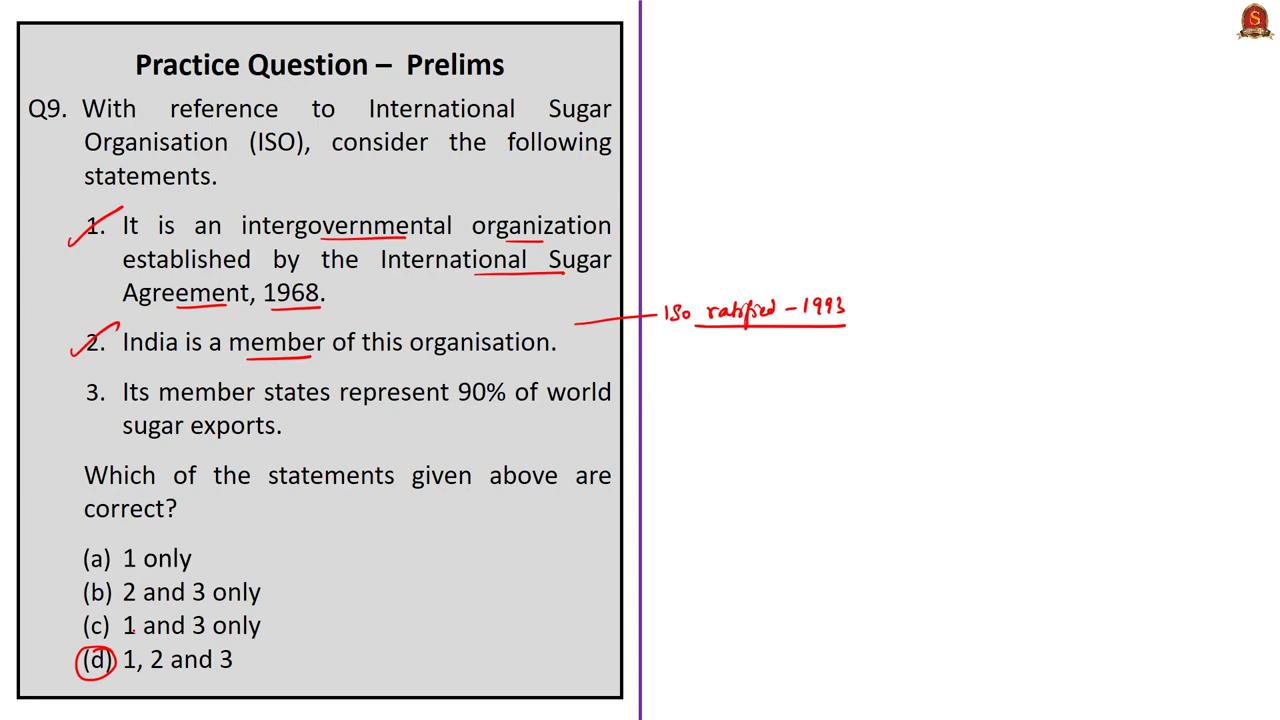 Practice Question – Prelims
Q9. With reference to International Sugar
Organisation (ISO), consider the following
statements.
1. It is an intergovernmental organization
established by the International Sugar
Agreement, 1968.
2. India is a member of this organisation.
3. Its member states represent 90% of world
sugar exports.
Which of the statements given above are
correct?
(a) 1 only
(b) 2 and 3 only
(c) 1 and 3 only
(d) 1, 2 and 3
ISO ratified – 1993
S